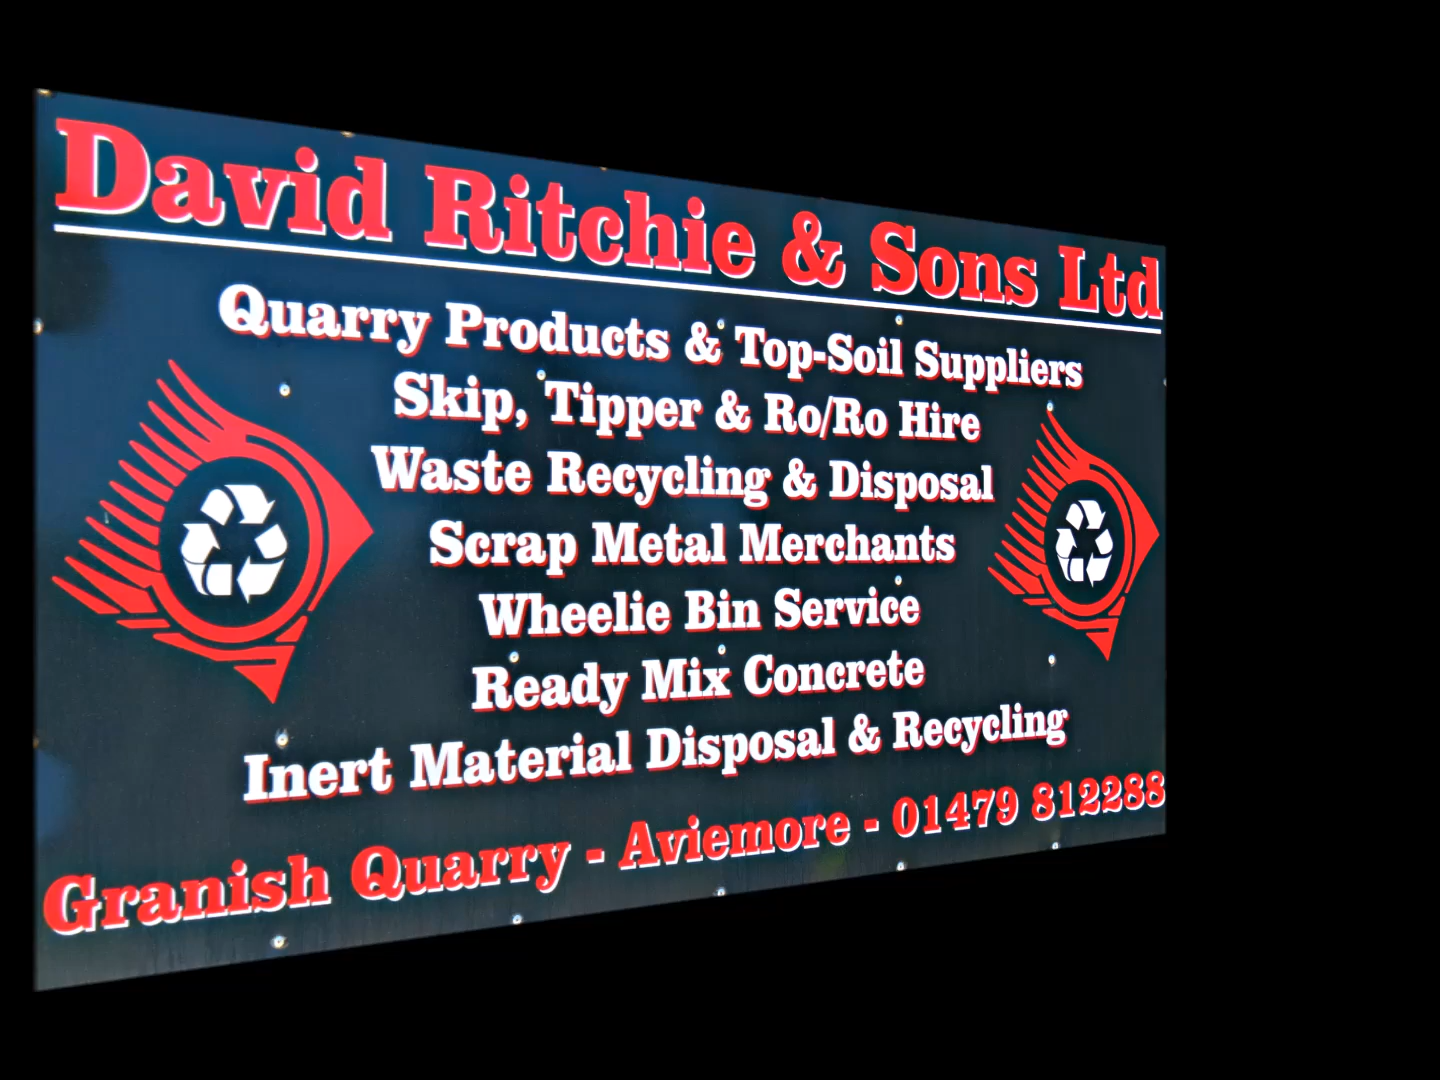 David Ritchie & Sons Ltd
Quarry Products & Top-Soil Suppliers
Skip, Tipper & Ro/Ro Hire
Waste Recycling & Disposal
Scrap Metal Merchants
Wheelie Bin Service
Ready Mix Concrete
Inert Material Disposal & Recycling
Granish Quarry - Aviemore - 01479 812288